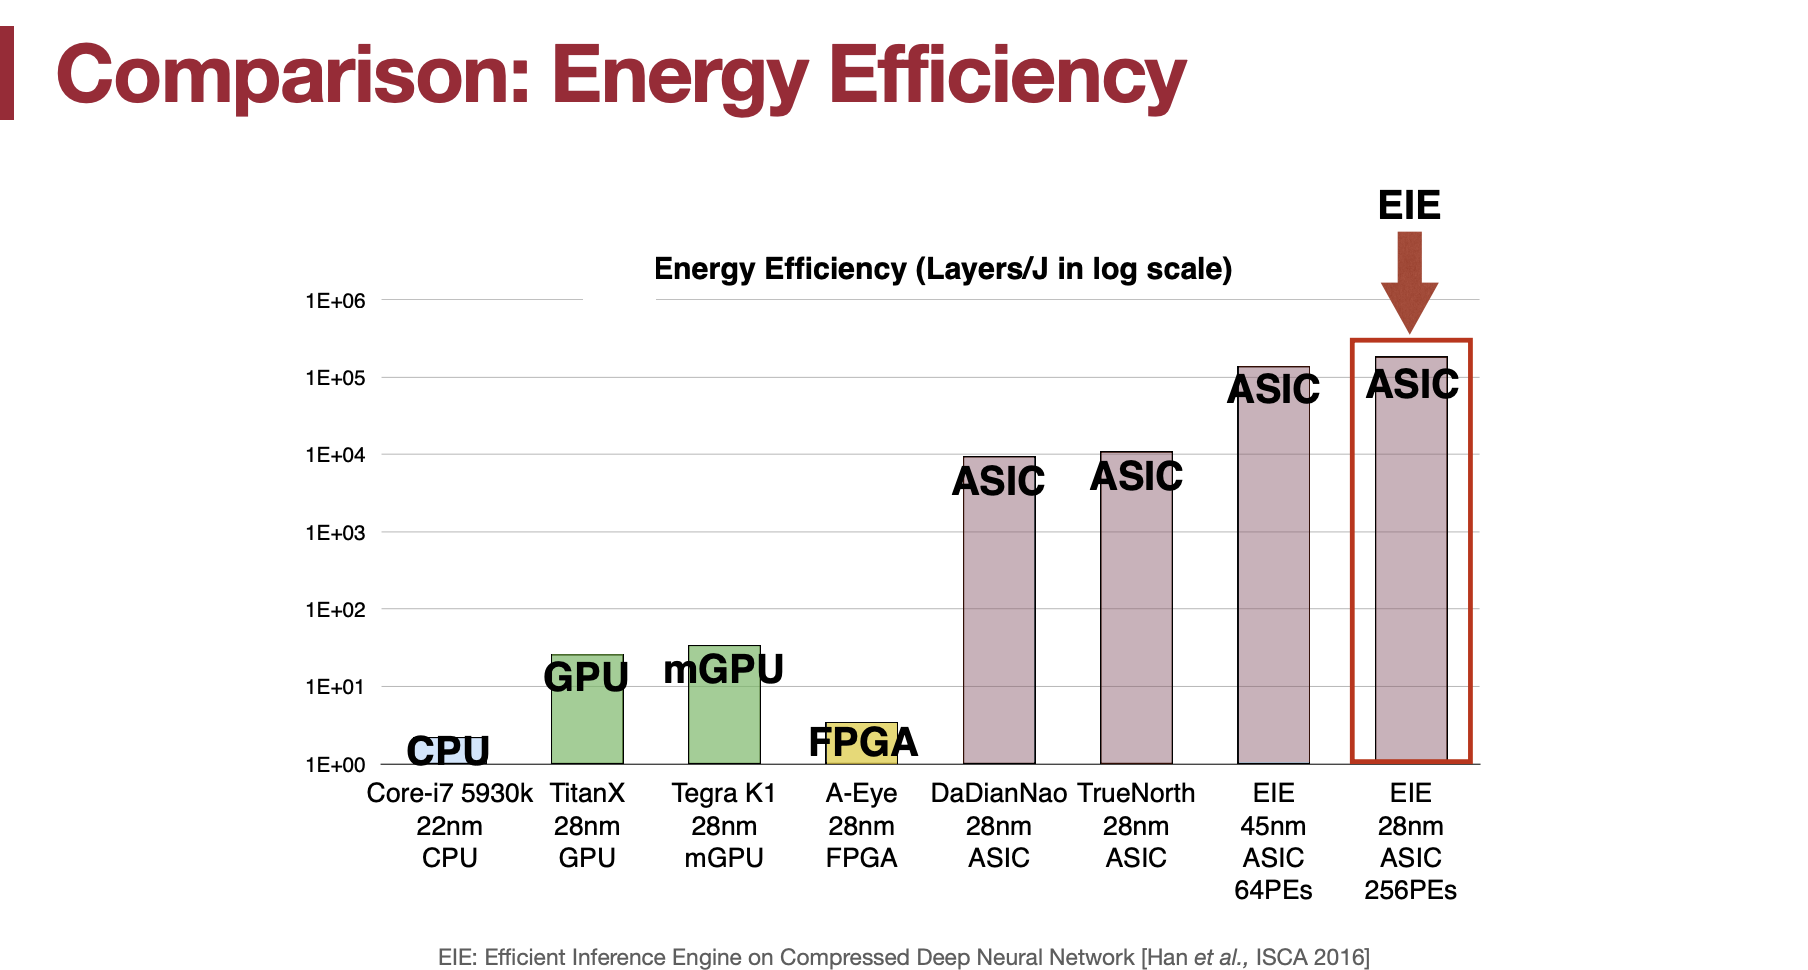 Comparison: Energy Efficiency
EIE
Energy Efficiency (Layers/J in log scale)
1E+06
1E+05
1E+04
1E+03
1E+02
1E+01
1E+00
CPU
GPU
mGPU
FPGA
ASIC
ASIC
ASIC
ASIC
Core-i7 5930k
22nm
CPU
TitanX
28nm
GPU
Tegra K1
28nm
mGPU
A-Eye
28nm
FPGA
DaDianNao
28nm
ASIC
TrueNorth
28nm
ASIC
EIE
45nm
ASIC
64PEs
EIE
28nm
ASIC
256PEs
EIE: Efficient Inference Engine on Compressed Deep Neural Network [Han et al., ISCA 2016]